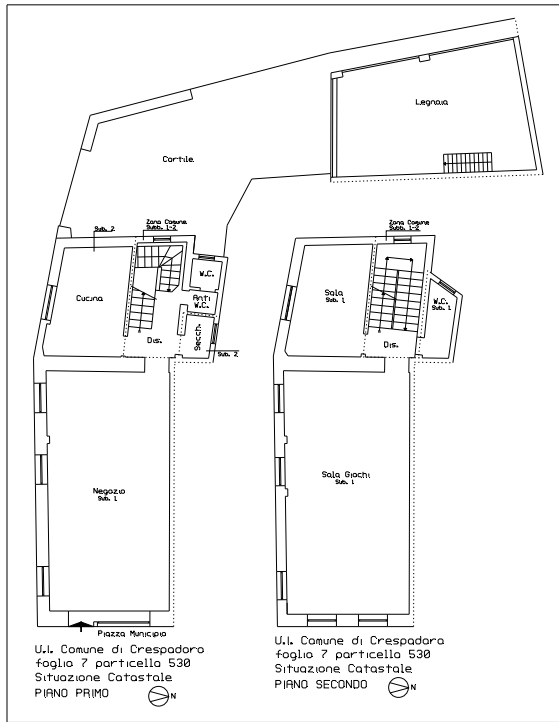 Legnaia
Cortile
Zona Comune
Subb. 1-2
Sub. 2
W.C.
Cucina
Anti
W.C.
Secch.
Dis.
Sub. 2
Negozio
Sub. 1
Piazza Municipio
U.I. Comune di Crespadoro
foglio 7 particella 530
Situazione Catastale
PIANO PRIMO
N
Zona Comune
Subb. 1-2
Sala
Sub. 1
W.C.
Sub. 1
Dis.
Sala Giochi
Sub. 1
U.I. Comune di Crespadoro
foglio 7 particella 530
Situazione Catastale
PIANO SECONDO
N